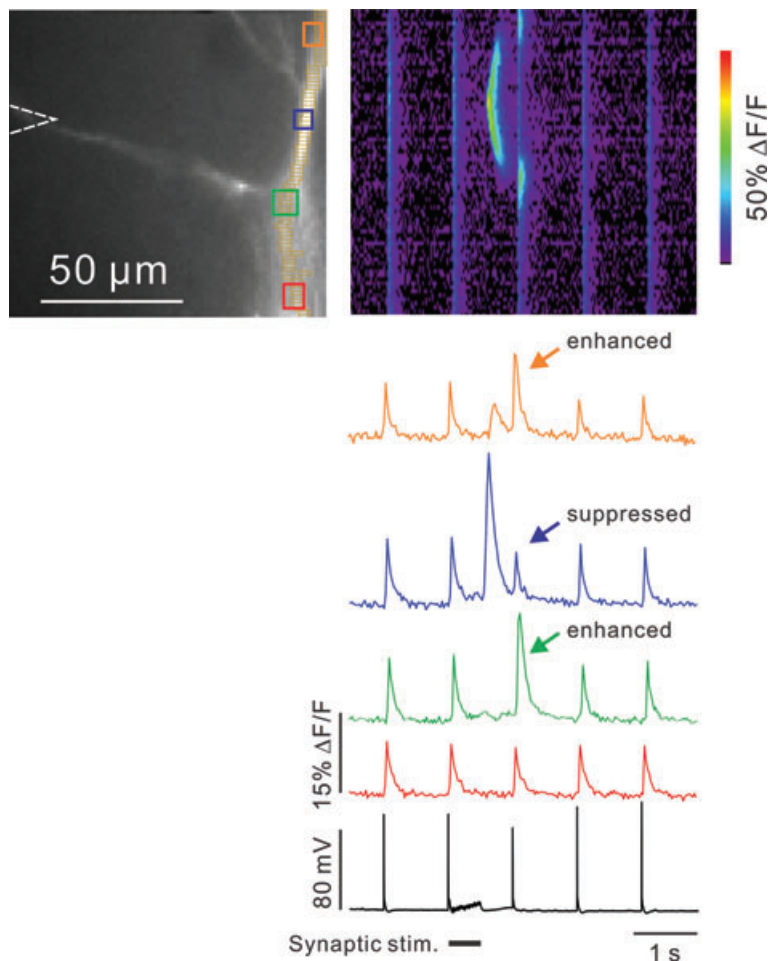 50 µm
50% ΔF/F
enhanced
suppressed
enhanced
15% ΔF/F
80 mV
Synaptic stim.
1 s